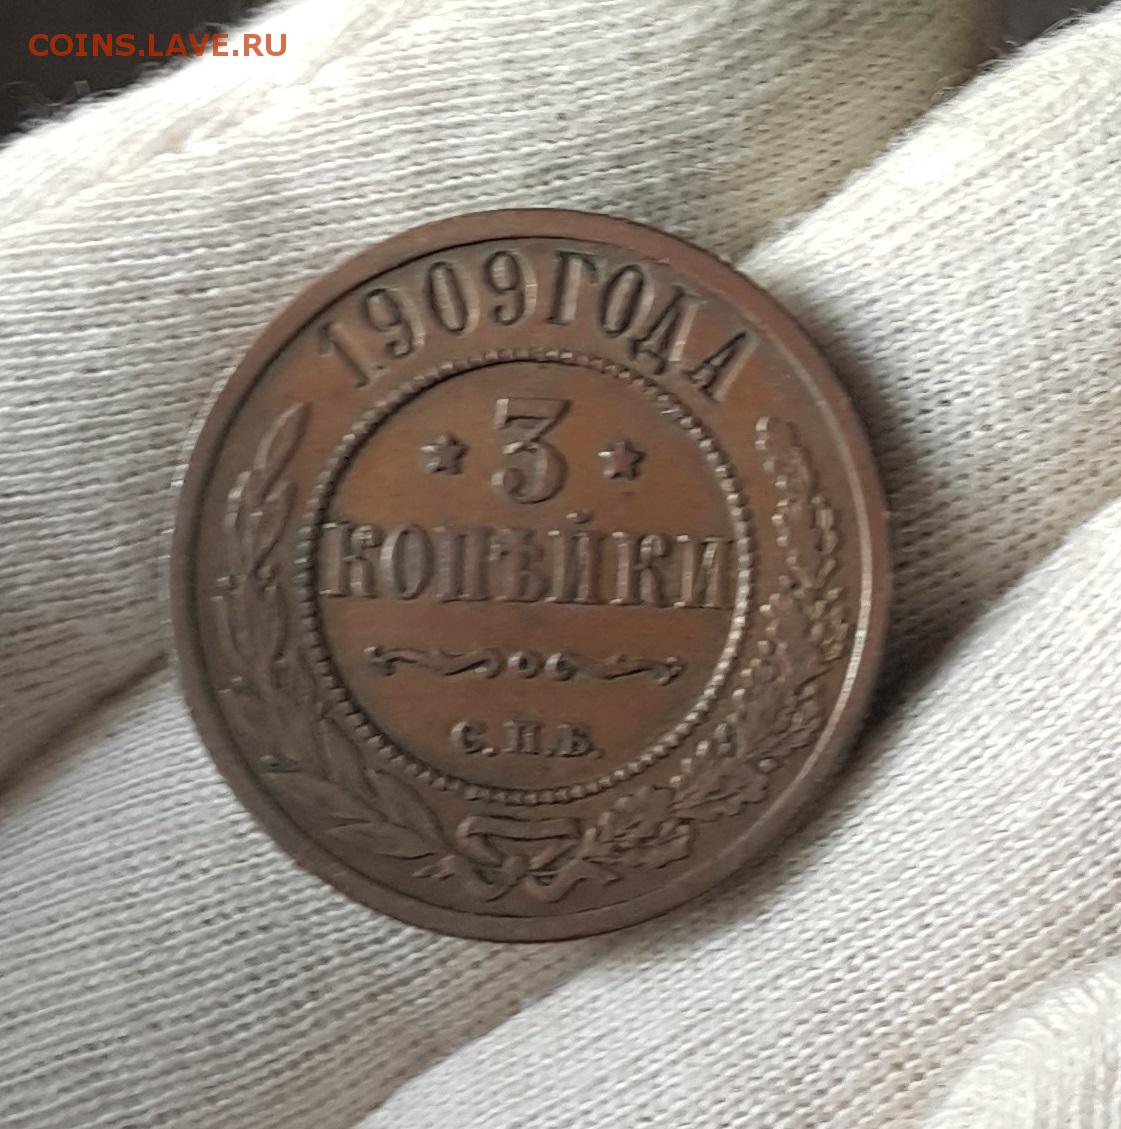 COINS.LAVE.RU
1909 ГОДА
* 3 *
КОПѢЙКИ
С.П.Б.